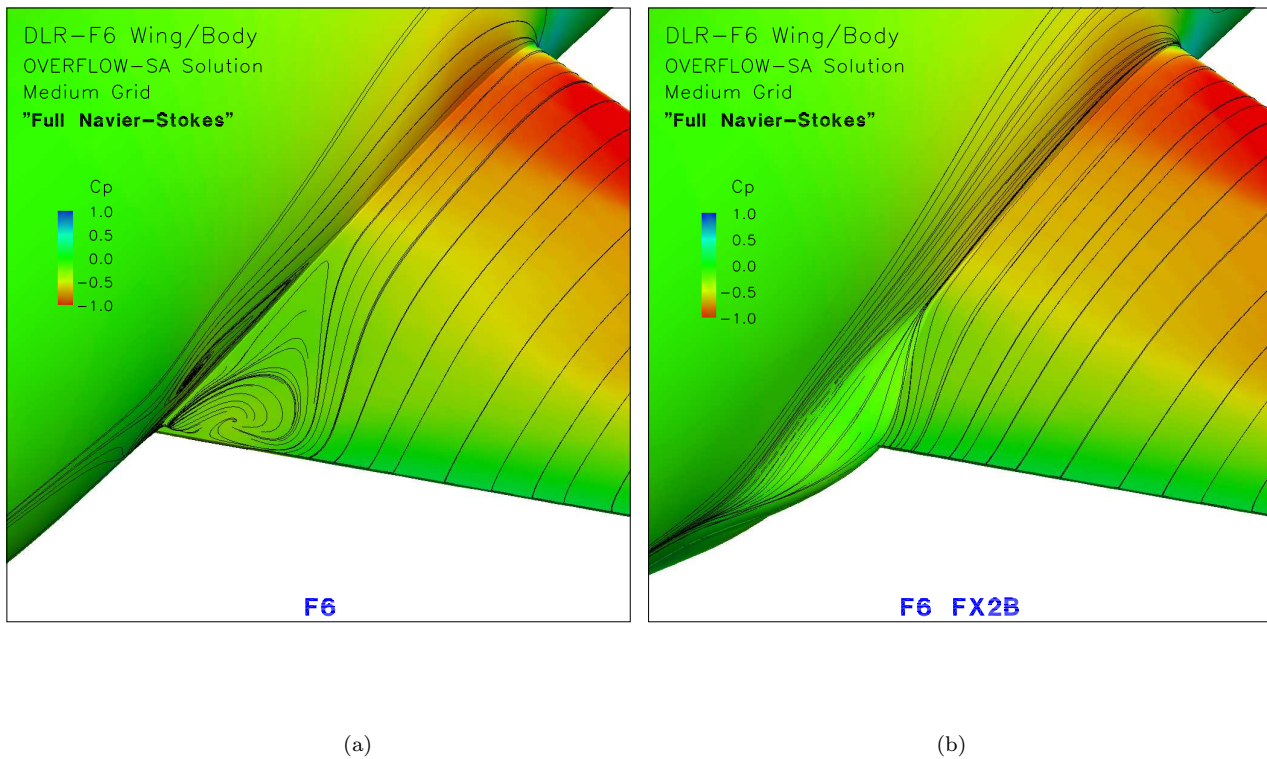 DLR-F6 Wing/Body
OVERFLOW-SA Solution
Medium Grid
"Full Navier-Stokes"
Cp
1.0
0.5
0.0
-0.5
-1.0
F6
(a)
DLR-F6 Wing/Body
OVERFLOW-SA Solution
Medium Grid
"Full Navier-Stokes"
Cp
1.0
0.5
0.0
-0.5
-1.0
F6 FX2B
(b)